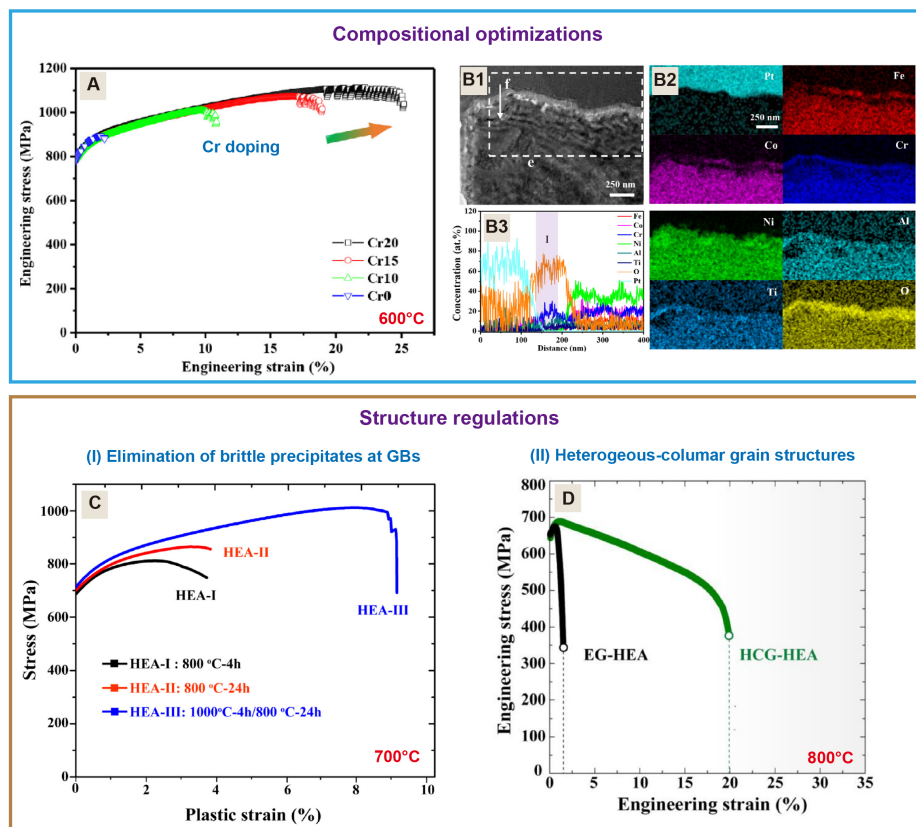 Compositional optimizations
A
Engineering stress (MPa)
1200
1000
800
600
400
200
0
0 5 10 15 20 25
Engineering strain (%)
Cr doping
Cr20
Cr15
Cr10
Cr0
600°C
B1
f
e
250 nm
B2
Pt
250 nm
Fe
Co
Cr
Ni
Al
Ti
O
B3
Concentration (at.%)
120
100
80
60
40
20
0
0 100 200 300 400
Distance (nm)
I
Fe
Co
Cr
Ni
Al
Ti
O
Pt
Structure regulations
(I) Elimination of brittle precipitates at GBs
C
Stress (MPa)
1000
800
600
400
200
0
0 2 4 6 8 10
Plastic strain (%)
HEA-II
HEA-I
HEA-III
HEA-I : 800 °C-4h
HEA-II: 800 °C-24h
HEA-III: 1000°C-4h/800 °C-24h
700°C
(II) Heterogeous-columar grain structures
D
Engineering stress (MPa)
800
700
600
500
400
300
200
100
0
0 5 10 15 20 25 30 35
Engineering strain (%)
EG-HEA
HCG-HEA
800°C